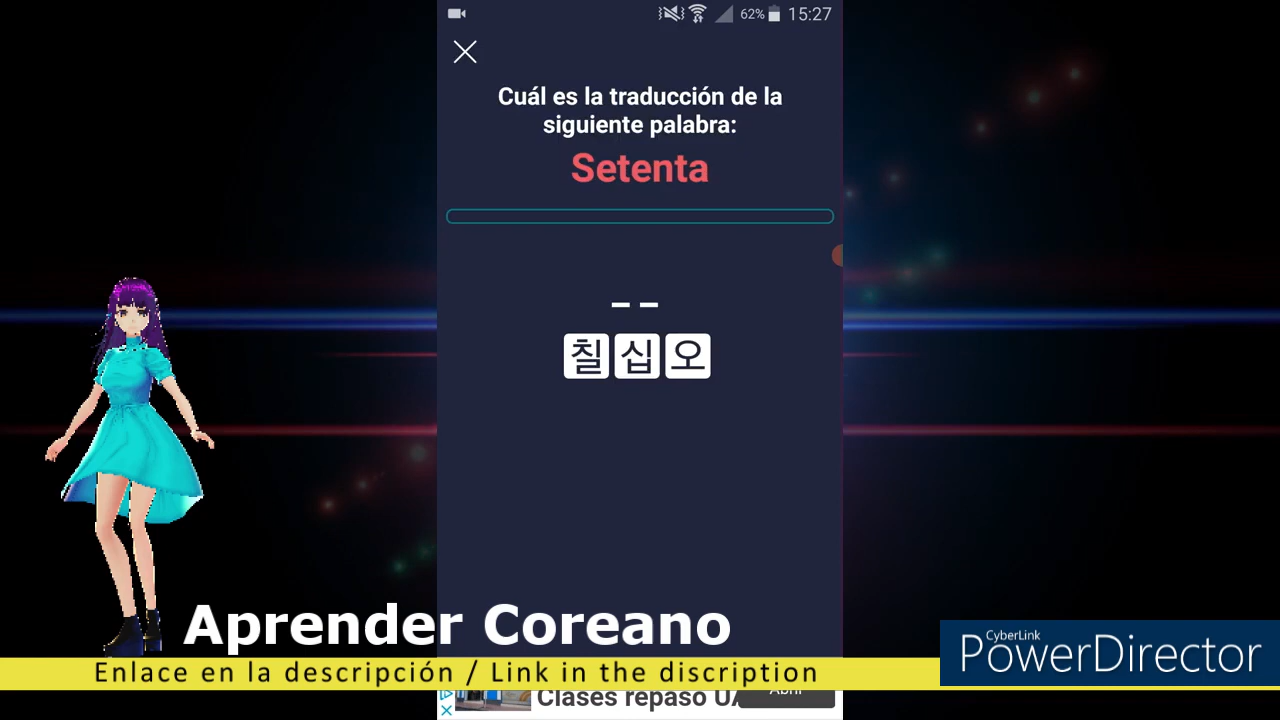 62% 15:27
Cuál es la traducción de la
siguiente palabra:
Setenta
칠 십 오
Aprender Coreano
CyberLink
PowerDirector
Enlace en la descripción / Link in the discription
Clases repaso